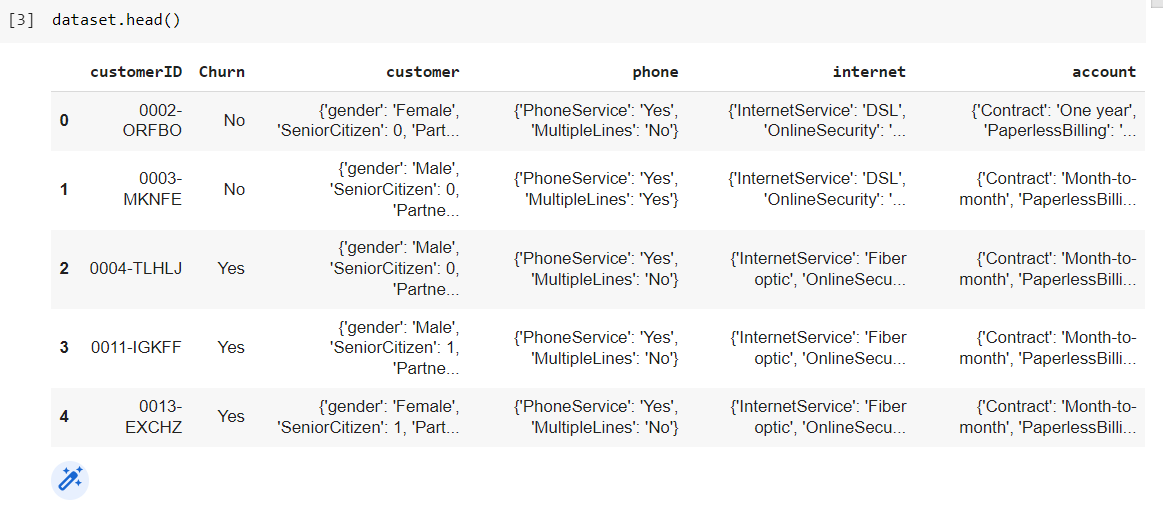 [3] dataset.head()
customerID Churn customer phone internet account
0 0002-ORFBO No {'gender': 'Female', 'SeniorCitizen': 0, 'Part... {'PhoneService': 'Yes', 'MultipleLines': 'No'} {'InternetService': 'DSL', 'OnlineSecurity': '... {'Contract': 'One year', 'PaperlessBilling': '...
1 0003-MKNFE No {'gender': 'Male', 'SeniorCitizen': 0, 'Partne... {'PhoneService': 'Yes', 'MultipleLines': 'Yes'} {'InternetService': 'DSL', 'OnlineSecurity': '... {'Contract': 'Month-to-month', 'PaperlessBilli...
2 0004-TLHLJ Yes {'gender': 'Male', 'SeniorCitizen': 0, 'Partne... {'PhoneService': 'Yes', 'MultipleLines': 'No'} {'InternetService': 'Fiber optic', 'OnlineSecu... {'Contract': 'Month-to-month', 'PaperlessBilli...
3 0011-IGKFF Yes {'gender': 'Male', 'SeniorCitizen': 1, 'Partne... {'PhoneService': 'Yes', 'MultipleLines': 'No'} {'InternetService': 'Fiber optic', 'OnlineSecu... {'Contract': 'Month-to-month', 'PaperlessBilli...
4 0013-EXCHZ Yes {'gender': 'Female', 'SeniorCitizen': 1, 'Part... {'PhoneService': 'Yes', 'MultipleLines': 'No'} {'InternetService': 'Fiber optic', 'OnlineSecu... {'Contract': 'Month-to-month', 'PaperlessBilli...